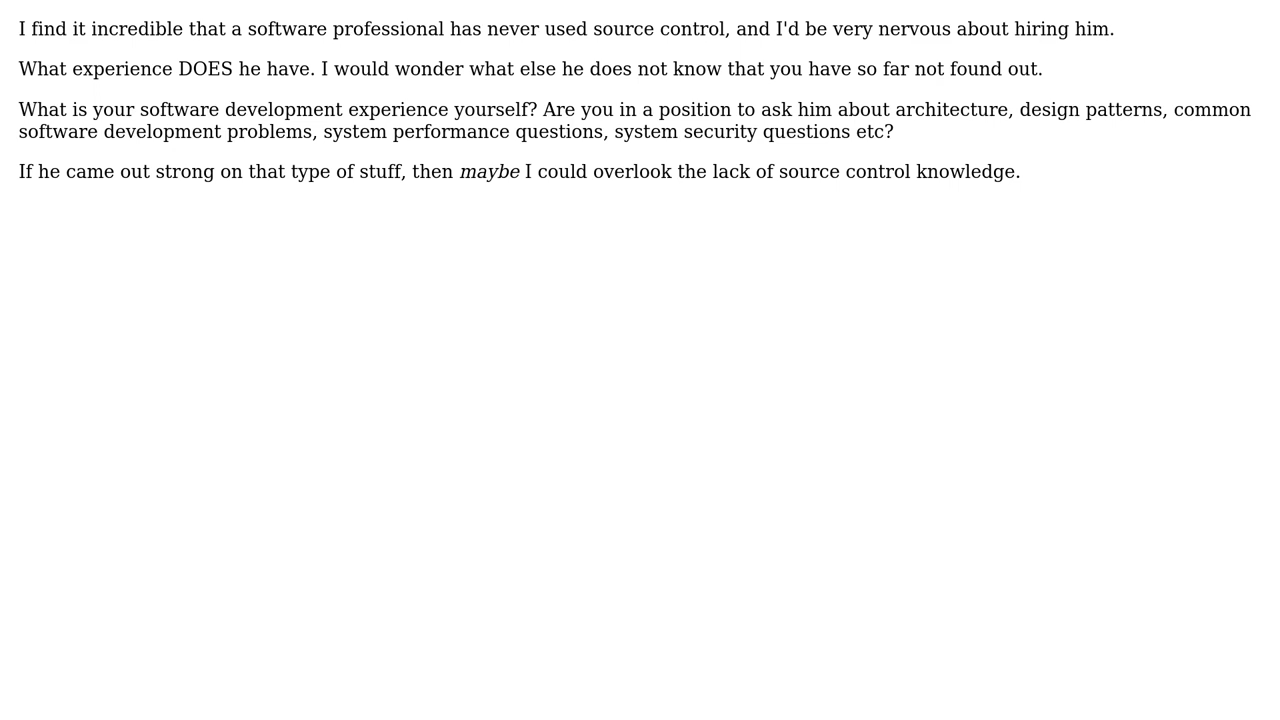 I find it incredible that a software professional has never used source control, and I'd be very nervous about hiring him.
What experience DOES he have. I would wonder what else he does not know that you have so far not found out.
What is your software development experience yourself? Are you in a position to ask him about architecture, design patterns, common
software development problems, system performance questions, system security questions etc?
If he came out strong on that type of stuff, then maybe I could overlook the lack of source control knowledge.